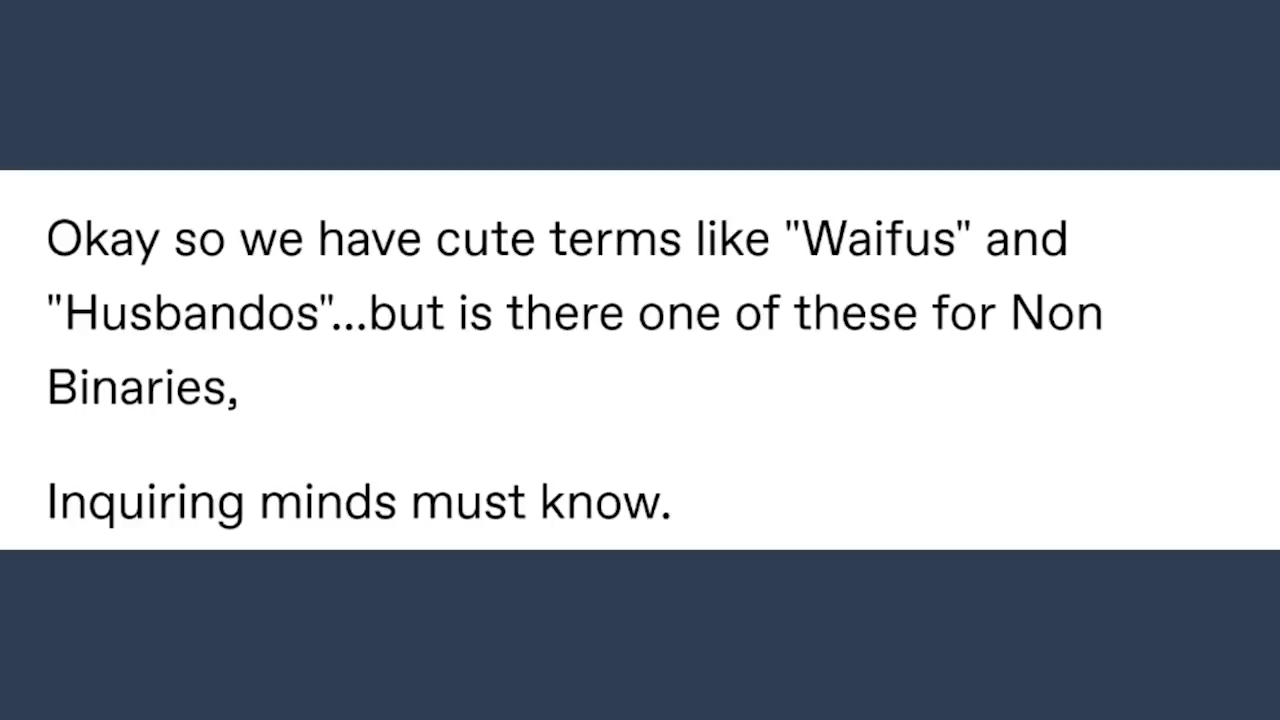 Okay so we have cute terms like "Waifus" and
"Husbandos"...but is there one of these for Non
Binaries,
Inquiring minds must know.